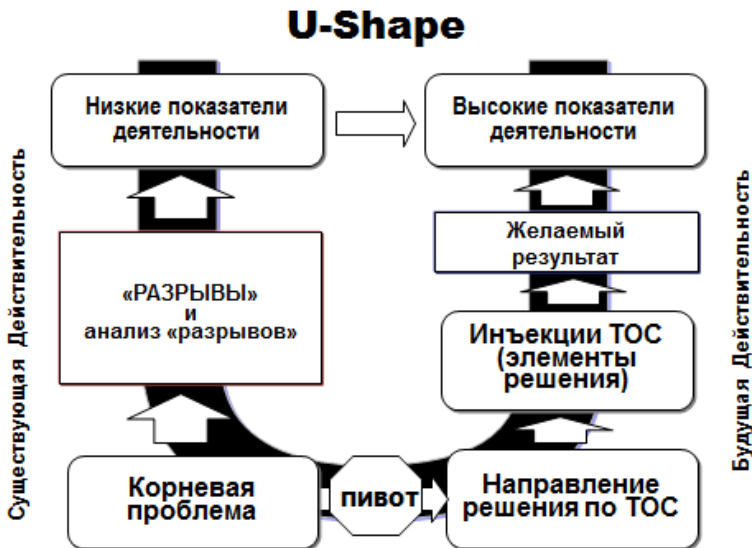 U-Shape
Низкие показатели
деятельности
Высокие показатели
деятельности
Существующая Действительность
«РАЗРЫВЫ»
и
анализ «разрывов»
Желаемый
результат
Инъекции ТОС
(элементы
решения)
Будущая Действительность
Корневая
проблема
пивот
Направление
решения по ТОС